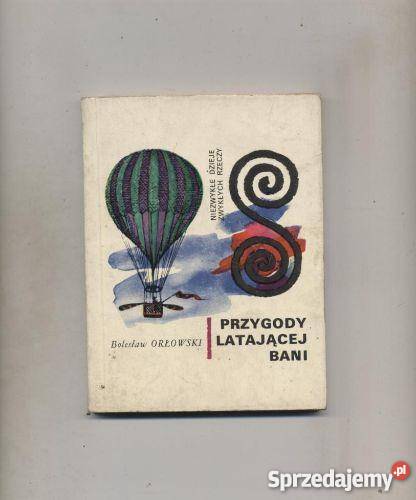 NIEZWYKŁE DZIEJE
ZWYKŁYCH RZECZY
Bolesław ORŁOWSKI
PRZYGODY
LATAJĄCEJ
BANI
Sprzedajemy.pl